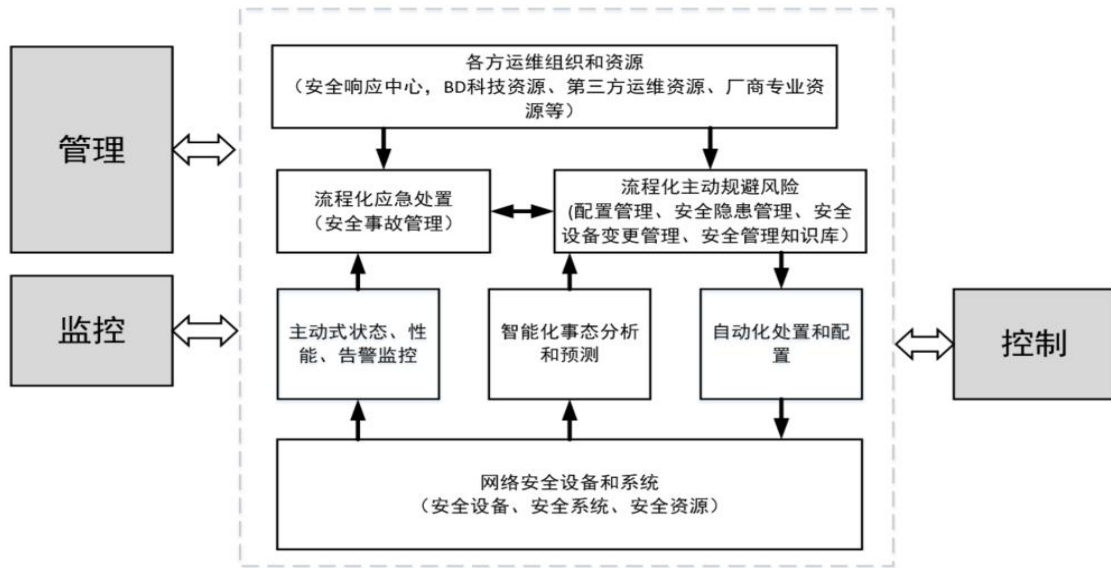 各方运维组织和资源
（安全响应中心，BD科技资源、第三方运维资源、厂商专业资
源等）
管理
流程化应急处置
（安全事故管理）
流程化主动规避风险
(配置管理、安全隐患管理、安全
设备变更管理、安全管理知识库）
监控
主动式状态、性
能、告警监控
智能化事态分析
和预测
自动化处置和配
置
控制
网络安全设备和系统
（安全设备、安全系统、安全资源）